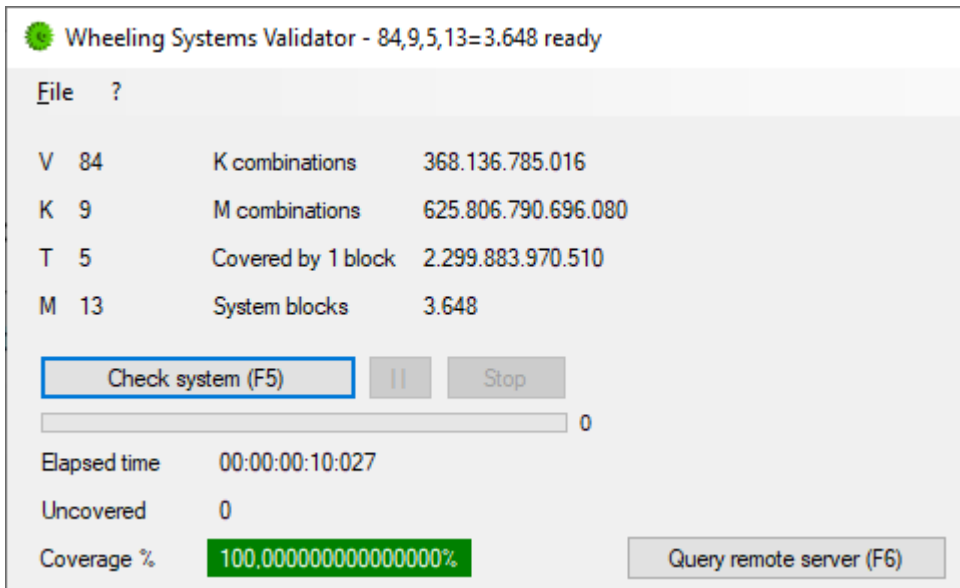 Wheeling Systems Validator - 84,9,5,13=3.648 ready
File ?
V 84 K combinations 368.136.785.016
K 9 M combinations 625.806.790.696.080
T 5 Covered by 1 block 2.299.883.970.510
M 13 System blocks 3.648
Check system (F5) Stop
0
Elapsed time 00:00:00:10:027
Uncovered 0
Coverage % 100,000000000000000% Query remote server (F6)